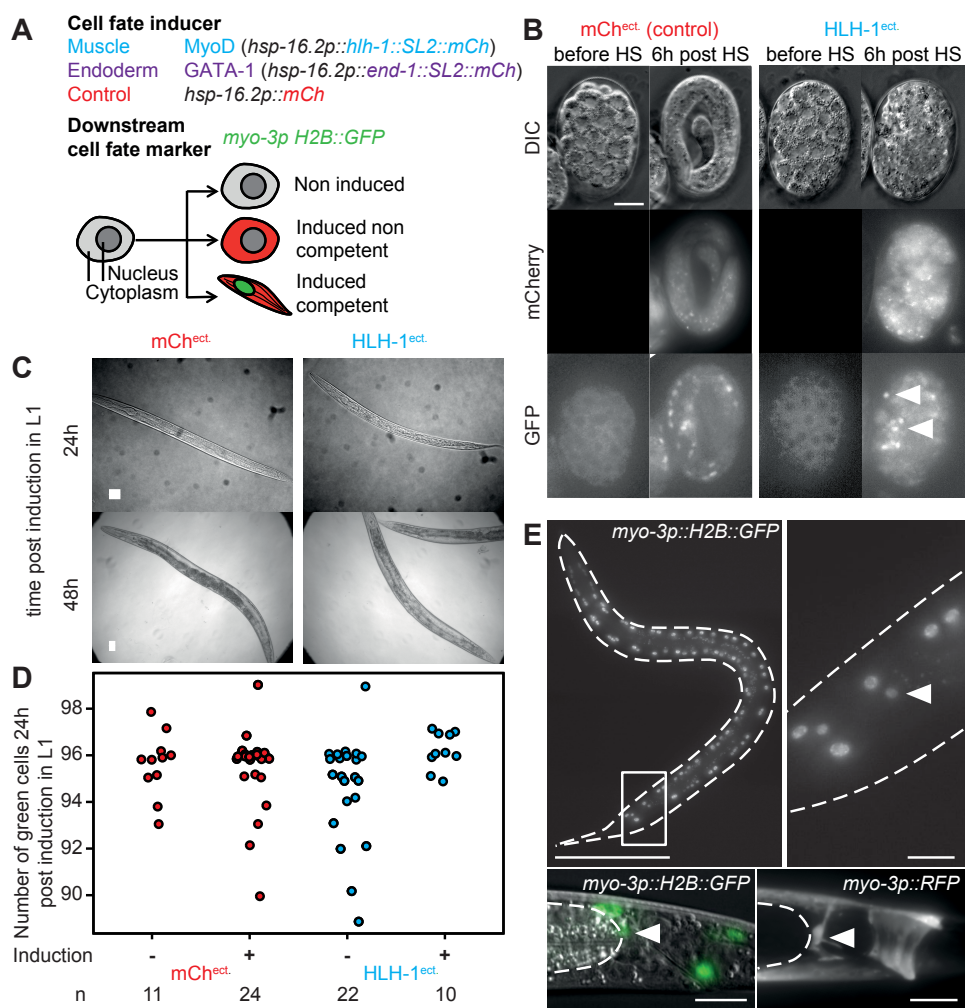 A
Cell fate inducer
Muscle MyoD (hsp-16.2p::hlh-1::SL2::mCh)
Endoderm GATA-1 (hsp-16.2p::end-1::SL2::mCh)
Control hsp-16.2p::mCh
Downstream
cell fate marker
myo-3p H2B::GFP
Non induced
Induced non
competent
Induced
competent
Nucleus
Cytoplasm
B
mCh^ect. (control) HLH-1^ect.
before HS 6h post HS before HS 6h post HS
DIC
mCherry
GFP
C
mCh^ect. HLH-1^ect.
time post induction in L1
24h
48h
D
Number of green cells 24h
post induction in L1
98
96
94
92
90
Induction - + - +
mCh^ect. HLH-1^ect.
n 11 24 22 10
E
myo-3p::H2B::GFP
myo-3p::H2B::GFP myo-3p::RFP